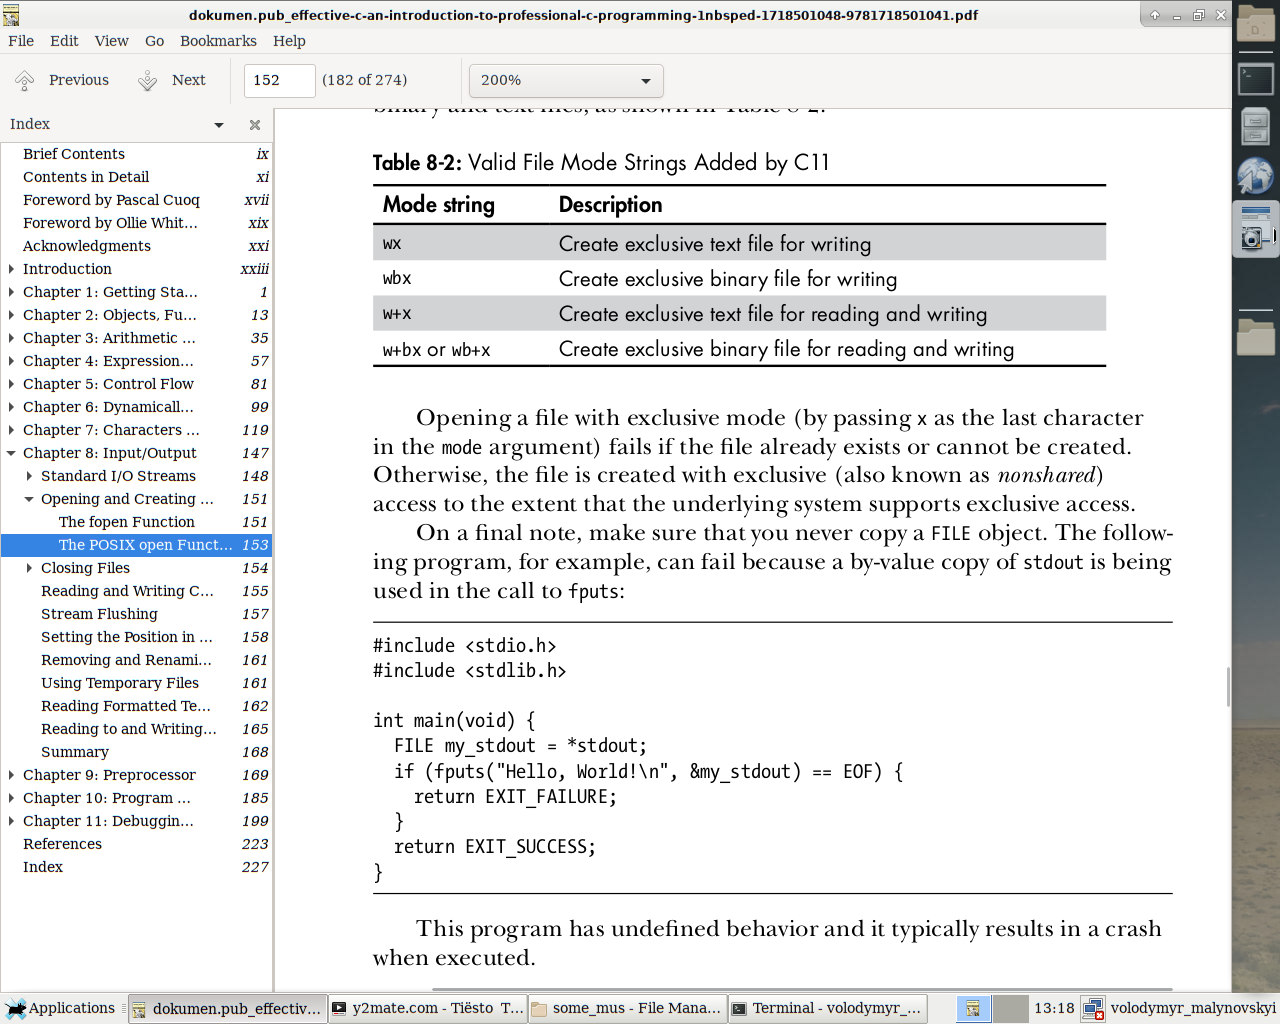 dokumen.pub_effective-c-an-introduction-to-professional-c-programming-1nbsped-1718501048-9781718501041.pdf
File Edit View Go Bookmarks Help
Previous Next 152 (182 of 274) 200%
Index
Brief Contents ix
Contents in Detail xi
Foreword by Pascal Cuoq xvii
Foreword by Ollie Whit... xix
Acknowledgments xxi
Introduction xxiii
Chapter 1: Getting Sta... 1
Chapter 2: Objects, Fu... 13
Chapter 3: Arithmetic ... 35
Chapter 4: Expression... 57
Chapter 5: Control Flow 81
Chapter 6: Dynamicall... 99
Chapter 7: Characters ... 119
Chapter 8: Input/Output 147
Standard I/O Streams 148
Opening and Creating ... 151
The fopen Function 151
The POSIX open Funct... 153
Closing Files 154
Reading and Writing C... 155
Stream Flushing 157
Setting the Position in ... 158
Removing and Renami... 161
Using Temporary Files 161
Reading Formatted Te... 162
Reading to and Writing... 165
Summary 168
Chapter 9: Preprocessor 169
Chapter 10: Program ... 185
Chapter 11: Debuggin... 199
References 223
Index 227
binary and text files, as shown in Table 8-2.
Table 8-2: Valid File Mode Strings Added by C11
Mode string Description
wx Create exclusive text file for writing
wbx Create exclusive binary file for writing
w+x Create exclusive text file for reading and writing
w+bx or wb+x Create exclusive binary file for reading and writing
Opening a file with exclusive mode (by passing x as the last character
in the mode argument) fails if the file already exists or cannot be created.
Otherwise, the file is created with exclusive (also known as nonshared)
access to the extent that the underlying system supports exclusive access.
On a final note, make sure that you never copy a FILE object. The follow-
ing program, for example, can fail because a by-value copy of stdout is being
used in the call to fputs:
#include <stdio.h>
#include <stdlib.h>
int main(void) {
FILE my_stdout = *stdout;
if (fputs("Hello, World!\n", &my_stdout) == EOF) {
return EXIT_FAILURE;
}
return EXIT_SUCCESS;
}
This program has undefined behavior and it typically results in a crash
when executed.
Applications dokumen.pub_effectiv... y2mate.com - Tiësto T... some_mus - File Mana... Terminal - volodymyr_... 13:18 volodymyr_malynovskyi